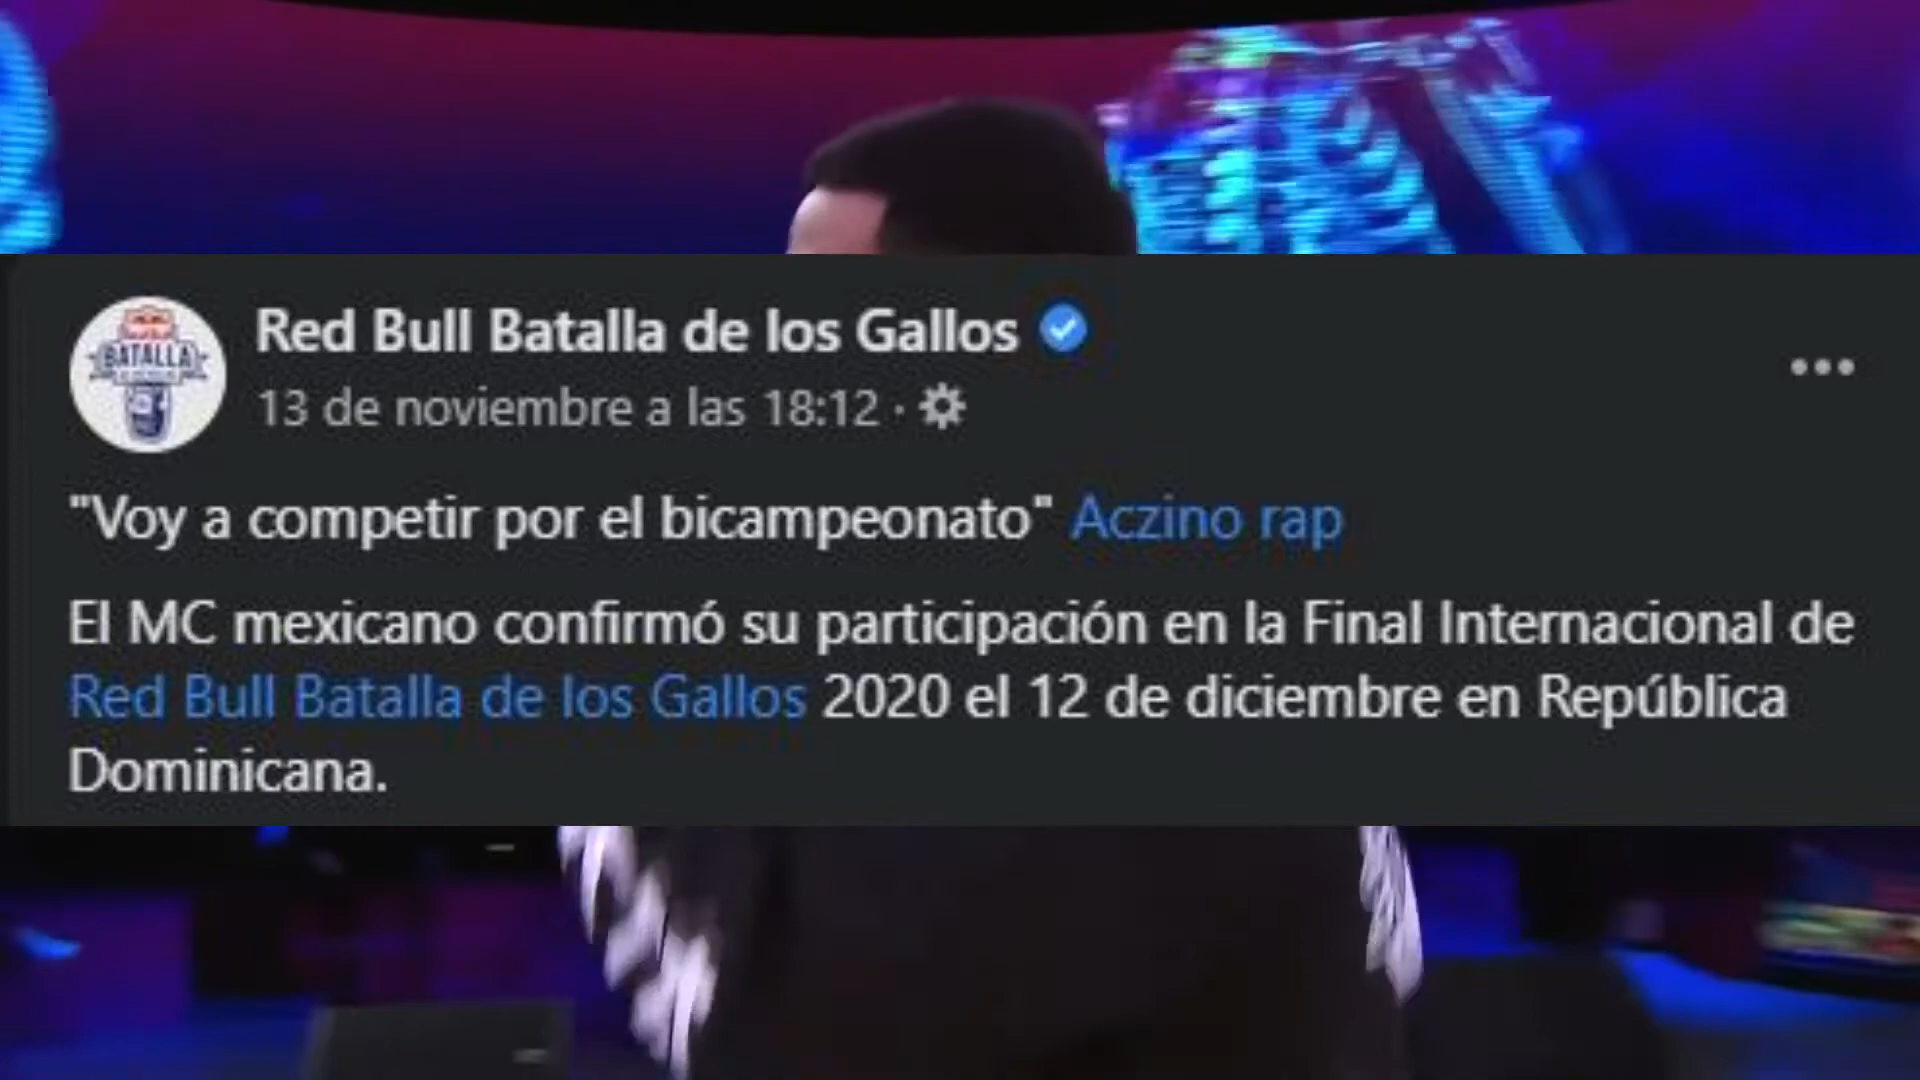 BATALLA
Red Bull Batalla de los Gallos
13 de noviembre a las 18:12 ·
"Voy a competir por el bicampeonato" Aczino rap
El MC mexicano confirmó su participación en la Final Internacional de
Red Bull Batalla de los Gallos 2020 el 12 de diciembre en República
Dominicana.